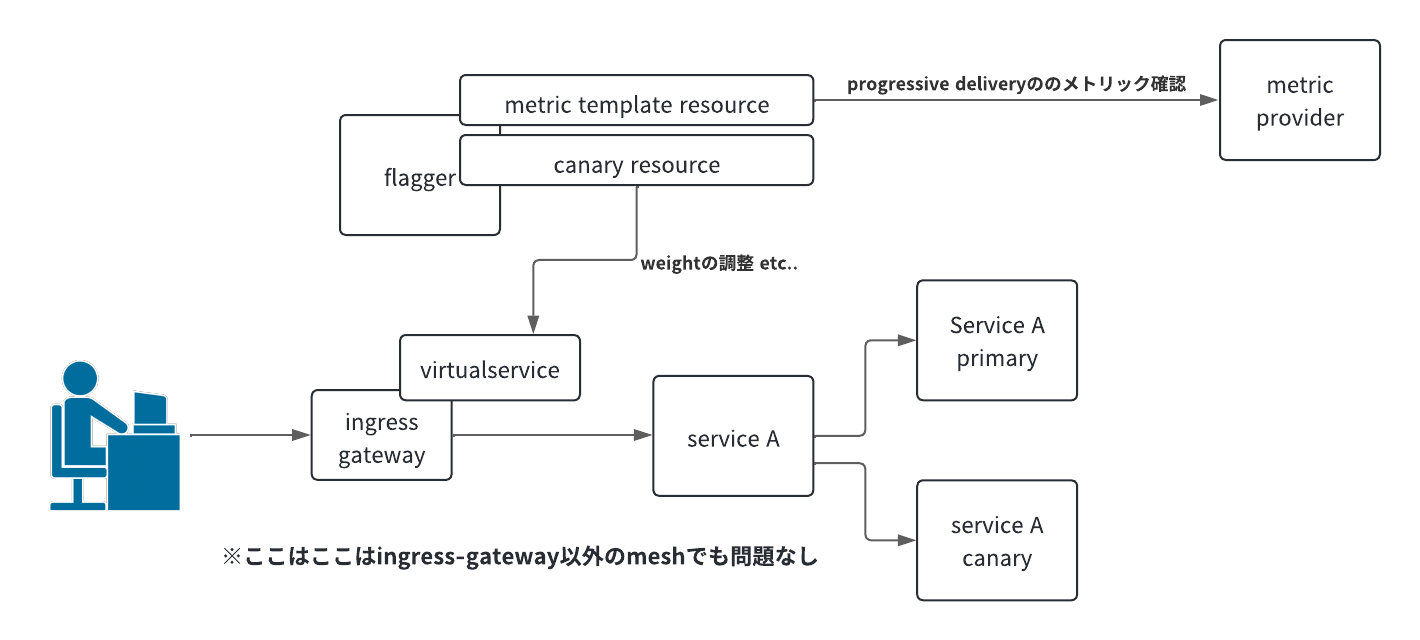 progressive deliveryののメトリック確認
metric
provider
metric template resource
canary resource
flagger
weightの調整 etc..
virtualservice
ingress
gateway
service A
Service A
primary
service A
canary
※ここはここはingress-gateway以外のmeshでも問題なし